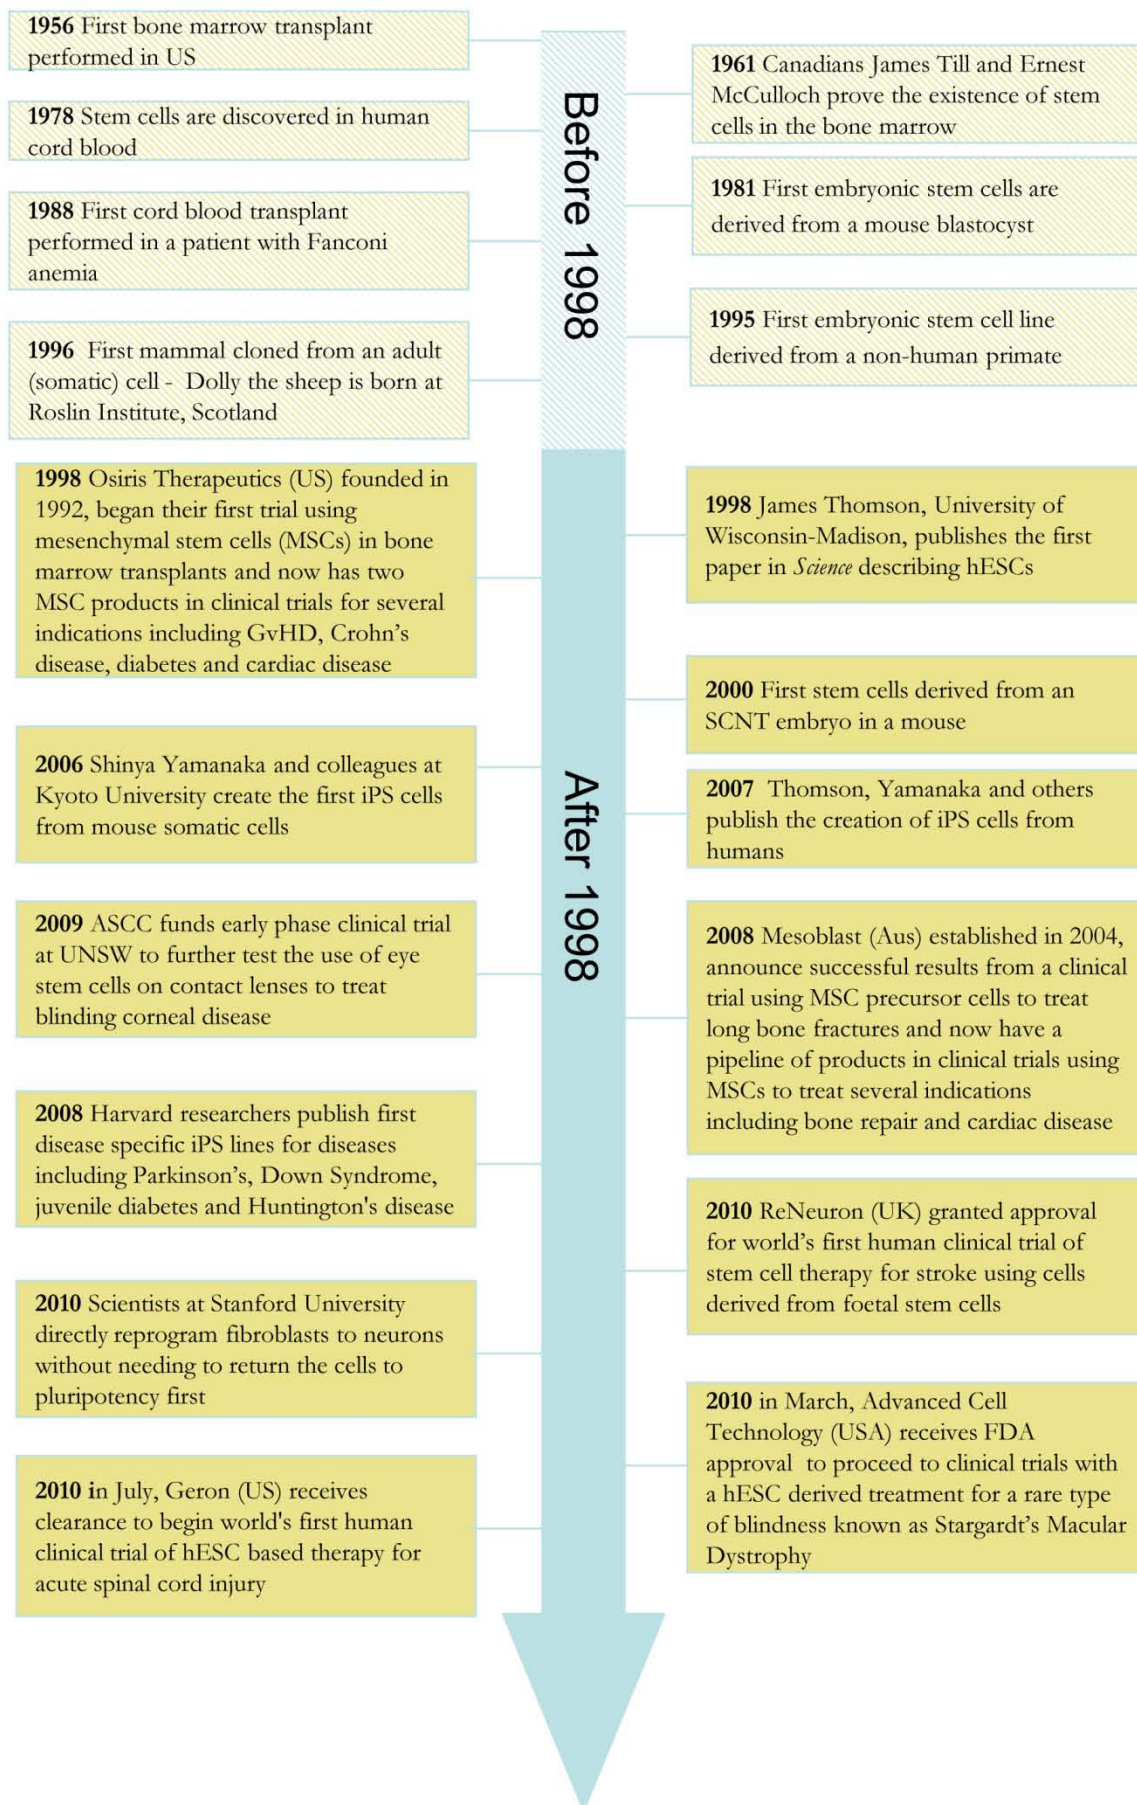 1956 First bone marrow transplant
performed in US
1961 Canadians James Till and Ernest
McCulloch prove the existence of stem
cells in the bone marrow
1978 Stem cells are discovered in human
cord blood
1981 First embryonic stem cells are
derived from a mouse blastocyst
1988 First cord blood transplant
performed in a patient with Fanconi
anemia
1995 First embryonic stem cell line
derived from a non-human primate
1996 First mammal cloned from an adult
(somatic) cell - Dolly the sheep is born at
Roslin Institute, Scotland
Before 1998
1998 Osiris Therapeutics (US) founded in
1992, began their first trial using
mesenchymal stem cells (MSCs) in bone
marrow transplants and now has two
MSC products in clinical trials for several
indications including GvHD, Crohn's
disease, diabetes and cardiac disease
1998 James Thomson, University of
Wisconsin-Madison, publishes the first
paper in Science describing hESCs
2000 First stem cells derived from an
SCNT embryo in a mouse
2006 Shinya Yamanaka and colleagues at
Kyoto University create the first iPS cells
from mouse somatic cells
2007 Thomson, Yamanaka and others
publish the creation of iPS cells from
humans
After 1998
2009 ASCC funds early phase clinical trial
at UNSW to further test the use of eye
stem cells on contact lenses to treat
blinding corneal disease
2008 Mesoblast (Aus) established in 2004,
announce successful results from a clinical
trial using MSC precursor cells to treat
long bone fractures and now have a
pipeline of products in clinical trials using
MSCs to treat several indications
including bone repair and cardiac disease
2008 Harvard researchers publish first
disease specific iPS lines for diseases
including Parkinson's, Down Syndrome,
juvenile diabetes and Huntington's disease
2010 ReNeuron (UK) granted approval
for world's first human clinical trial of
stem cell therapy for stroke using cells
derived from foetal stem cells
2010 Scientists at Stanford University
directly reprogram fibroblasts to neurons
without needing to return the cells to
pluripotency first
2010 in March, Advanced Cell
Technology (USA) receives FDA
approval to proceed to clinical trials with
a hESC derived treatment for a rare type
of blindness known as Stargardt's Macular
Dystrophy
2010 in July, Geron (US) receives
clearance to begin world's first human
clinical trial of hESC based therapy for
acute spinal cord injury